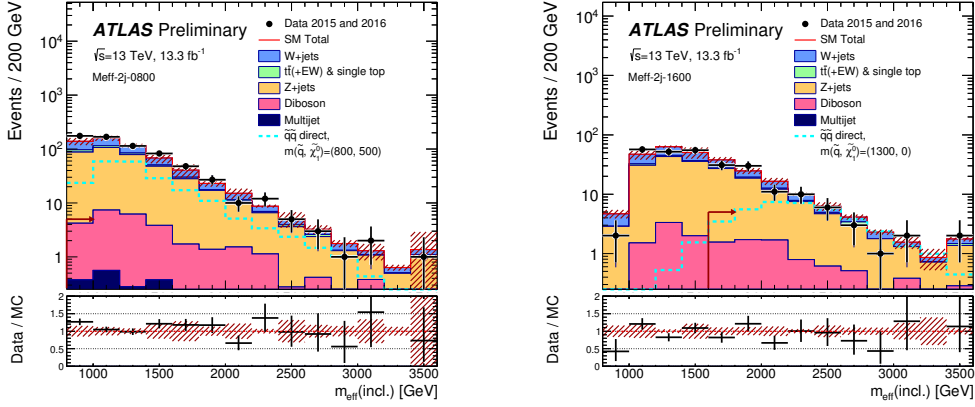 Events / 200 GeV
ATLAS Preliminary
√s=13 TeV, 13.3 fb⁻¹
Meff-2j-0800
Data 2015 and 2016
SM Total
W+jets
tt̄(+EW) & single top
Z+jets
Diboson
Multijet
q̃q̃ direct,
m(q̃, χ̃₁⁰)=(800, 500)
10³
10²
10
1
Data / MC
2
1.5
1
0.5
0
1000 1500 2000 2500 3000 3500
m_eff(incl.) [GeV]
Events / 200 GeV
ATLAS Preliminary
√s=13 TeV, 13.3 fb⁻¹
Meff-2j-1600
Data 2015 and 2016
SM Total
W+jets
tt̄(+EW) & single top
Z+jets
Diboson
Multijet
q̃q̃ direct,
m(q̃, χ̃₁⁰)=(1300, 0)
10³
10²
10
1
Data / MC
2
1.5
1
0.5
0
1000 1500 2000 2500 3000 3500
m_eff(incl.) [GeV]